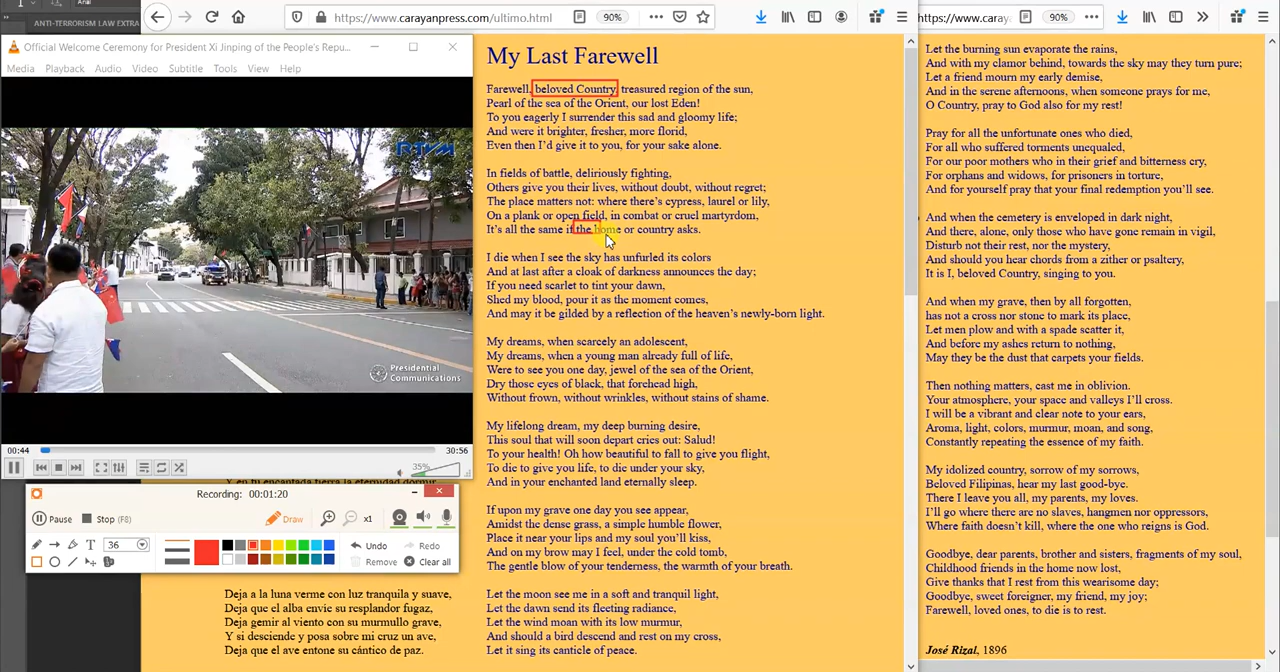 ANTI-TERRORISM LAW EXTRA
https://www.carayanpress.com/ultimo.html
90%
https://www.caray
90%
Official Welcome Ceremony for President Xi Jinping of the People's Repu...
Media Playback Audio Video Subtitle Tools View Help
RTVM
Presidential
Communications
00:44
30:56
35%
Recording: 00:01:20
Pause
Stop (F8)
Draw
x1
T
36
Undo
Redo
Remove
Clear all
Deja a la luna verme con luz tranquila y suave,
Deja que el alba envíe su resplandor fugaz,
Deja gemir al viento con su murmullo grave,
Y si desciende y posa sobre mi cruz un ave,
Deja que el ave entone su cántico de paz.
My Last Farewell
Farewell, beloved Country, treasured region of the sun,
Pearl of the sea of the Orient, our lost Eden!
To you eagerly I surrender this sad and gloomy life;
And were it brighter, fresher, more florid,
Even then I'd give it to you, for your sake alone.
In fields of battle, deliriously fighting,
Others give you their lives, without doubt, without regret;
The place matters not: where there's cypress, laurel or lily,
On a plank or open field, in combat or cruel martyrdom,
It's all the same if the home or country asks.
I die when I see the sky has unfurled its colors
And at last after a cloak of darkness announces the day;
If you need scarlet to tint your dawn,
Shed my blood, pour it as the moment comes,
And may it be gilded by a reflection of the heaven's newly-born light.
My dreams, when scarcely an adolescent,
My dreams, when a young man already full of life,
Were to see you one day, jewel of the sea of the Orient,
Dry those eyes of black, that forehead high,
Without frown, without wrinkles, without stains of shame.
My lifelong dream, my deep burning desire,
This soul that will soon depart cries out: Salud!
To your health! Oh how beautiful to fall to give you flight,
To die to give you life, to die under your sky,
And in your enchanted land eternally sleep.
If upon my grave one day you see appear,
Amidst the dense grass, a simple humble flower,
Place it near your lips and my soul you'll kiss,
And on my brow may I feel, under the cold tomb,
The gentle blow of your tenderness, the warmth of your breath.
Let the moon see me in a soft and tranquil light,
Let the dawn send its fleeting radiance,
Let the wind moan with its low murmur,
And should a bird descend and rest on my cross,
Let it sing its canticle of peace.
Let the burning sun evaporate the rains,
And with my clamor behind, towards the sky may they turn pure;
Let a friend mourn my early demise,
And in the serene afternoons, when someone prays for me,
O Country, pray to God also for my rest!
Pray for all the unfortunate ones who died,
For all who suffered torments unequaled,
For our poor mothers who in their grief and bitterness cry,
For orphans and widows, for prisoners in torture,
And for yourself pray that your final redemption you'll see.
And when the cemetery is enveloped in dark night,
And there, alone, only those who have gone remain in vigil,
Disturb not their rest, nor the mystery,
And should you hear chords from a zither or psaltery,
It is I, beloved Country, singing to you.
And when my grave, then by all forgotten,
has not a cross nor stone to mark its place,
Let men plow and with a spade scatter it,
And before my ashes return to nothing,
May they be the dust that carpets your fields.
Then nothing matters, cast me in oblivion.
Your atmosphere, your space and valleys I'll cross.
I will be a vibrant and clear note to your ears,
Aroma, light, colors, murmur, moan, and song,
Constantly repeating the essence of my faith.
My idolized country, sorrow of my sorrows,
Beloved Filipinas, hear my last good-bye.
There I leave you all, my parents, my loves.
I'll go where there are no slaves, hangmen nor oppressors,
Where faith doesn't kill, where the one who reigns is God.
Goodbye, dear parents, brother and sisters, fragments of my soul,
Childhood friends in the home now lost,
Give thanks that I rest from this wearisome day;
Goodbye, sweet foreigner, my friend, my joy;
Farewell, loved ones, to die is to rest.
José Rizal, 1896